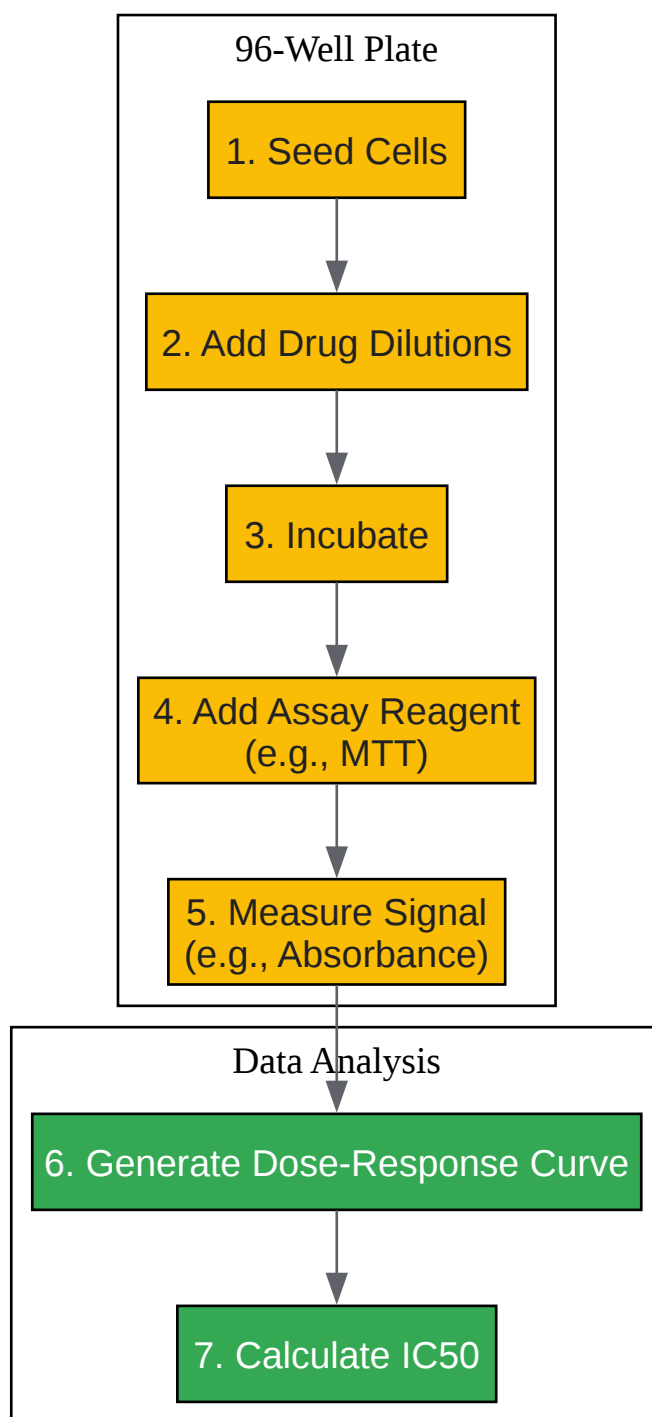 96-Well Plate
1. Seed Cells
2. Add Drug Dilutions
3. Incubate
4. Add Assay Reagent
(e.g., MTT)
5. Measure Signal
(e.g., Absorbance)
Data Analysis
6. Generate Dose-Response Curve
7. Calculate IC50